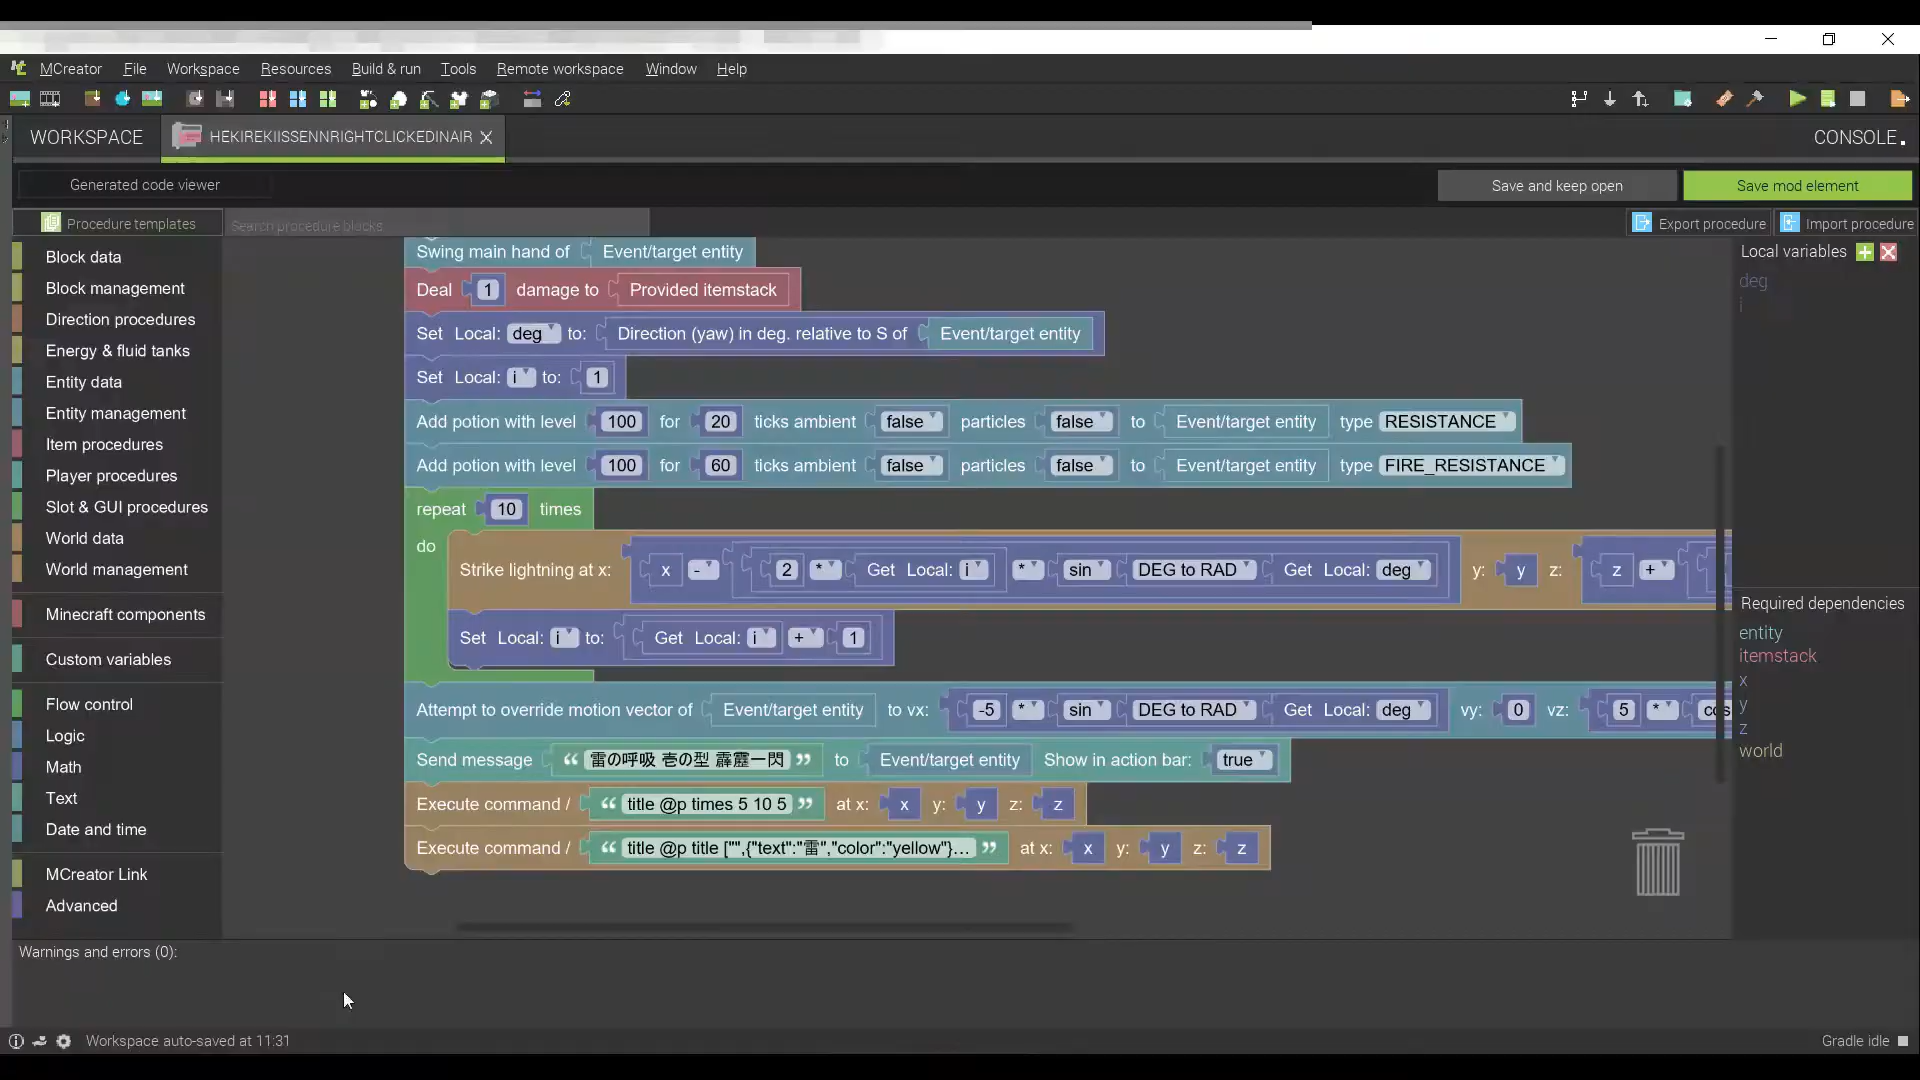 MCreator File Workspace Resources Build & run Tools Remote workspace Window Help
WORKSPACE HEKIREKIISSENNRIGHTCLICKEDINAIR CONSOLE
Generated code viewer Save and keep open Save mod element
Procedure templates Search procedure blocks Export procedure Import procedure
Block data
Block management
Direction procedures
Energy & fluid tanks
Entity data
Entity management
Item procedures
Player procedures
Slot & GUI procedures
World data
World management
Minecraft components
Custom variables
Flow control
Logic
Math
Text
Date and time
MCreator Link
Advanced
Swing main hand of Event/target entity
Deal 1 damage to Provided itemstack
Set Local: deg to: Direction (yaw) in deg. relative to S of Event/target entity
Set Local: i to: 1
Add potion with level 100 for 20 ticks ambient false particles false to Event/target entity type RESISTANCE
Add potion with level 100 for 60 ticks ambient false particles false to Event/target entity type FIRE_RESISTANCE
repeat 10 times
do
Strike lightning at x: x - 2 * Get Local: i * sin DEG to RAD Get Local: deg y: y z: z +
Set Local: i to: Get Local: i + 1
Attempt to override motion vector of Event/target entity to vx: -5 * sin DEG to RAD Get Local: deg vy: 0 vz: 5 * cos
Send message “ 雷の呼吸 壱の型 霹靂一閃 ” to Event/target entity Show in action bar: true
Execute command / “ title @p times 5 10 5 ” at x: x y: y z: z
Execute command / “ title @p title ["",{"text":"雷","color":"yellow"}... ” at x: x y: y z: z
Local variables
deg
i
Required dependencies
entity
itemstack
x
y
z
world
Warnings and errors (0):
Workspace auto-saved at 11:31 Gradle idle